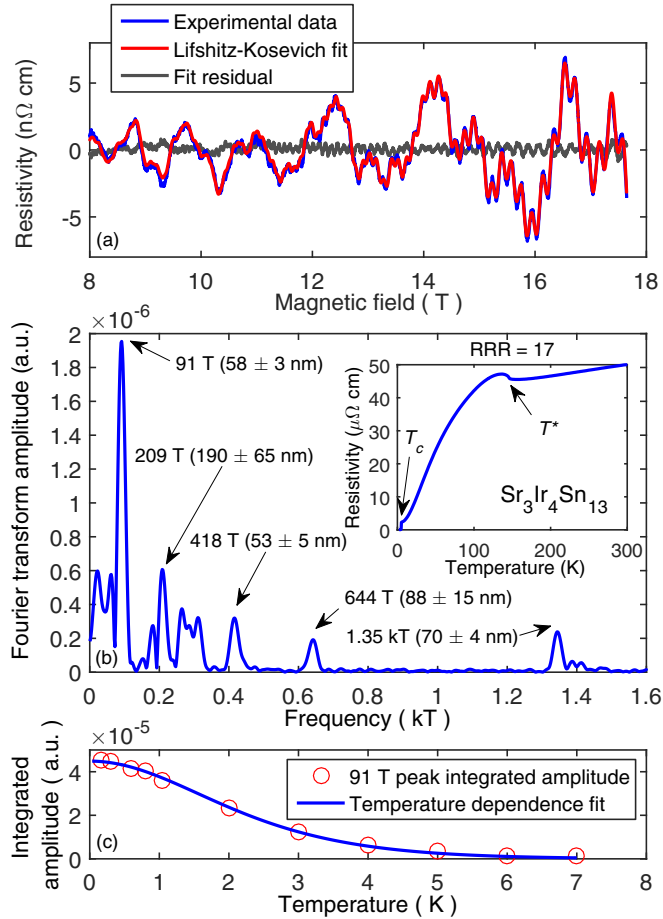 Experimental data
Lifshitz-Kosevich fit
Fit residual
Resistivity (nΩ cm)
5
0
-5
(a)
8 10 12 14 16 18
Magnetic field ( T )
× 10⁻⁶
Fourier transform amplitude (a.u.)
2
1.8
1.6
1.4
1.2
1
0.8
0.6
0.4
0.2
0
91 T (58 ± 3 nm)
209 T (190 ± 65 nm)
418 T (53 ± 5 nm)
644 T (88 ± 15 nm)
1.35 kT (70 ± 4 nm)
(b)
RRR = 17
Resistivity (μΩ cm)
50
40
30
20
10
0
T_c
T*
Sr₃Ir₄Sn₁₃
0 100 200 300
Temperature (K)
0 0.2 0.4 0.6 0.8 1 1.2 1.4 1.6
Frequency ( kT )
×10⁻⁵
Integrated
amplitude ( a.u. )
4
2
0
91 T peak integrated amplitude
Temperature dependence fit
(c)
0 1 2 3 4 5 6 7 8
Temperature ( K )